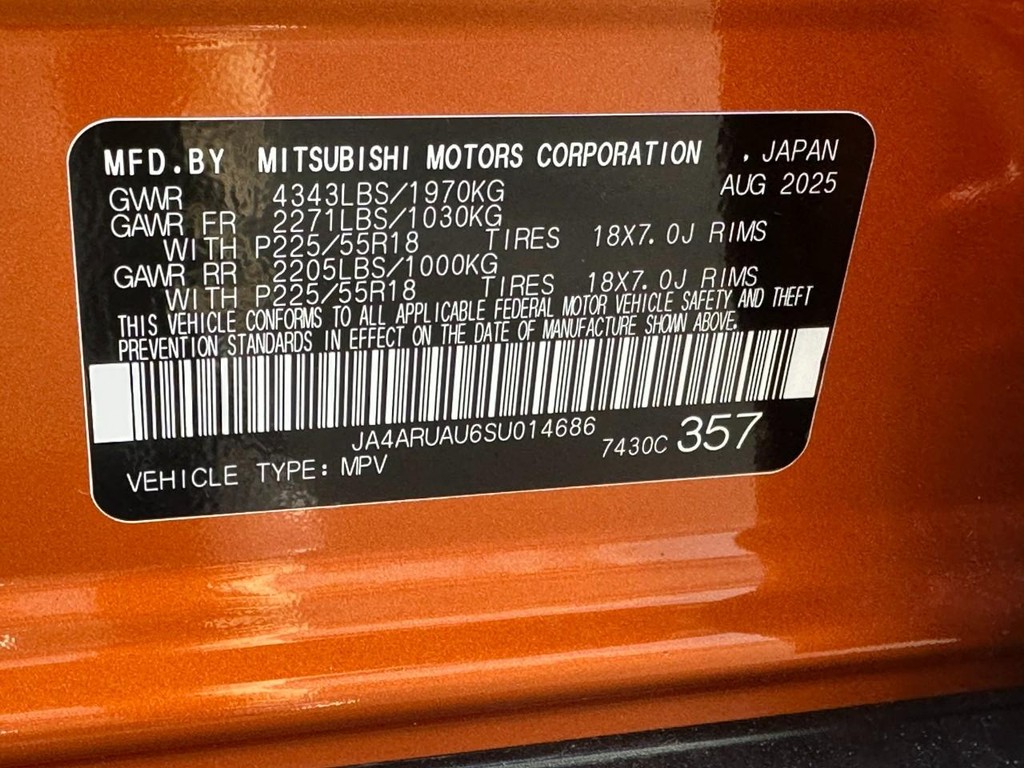 MFD.BY MITSUBISHI MOTORS CORPORATION , JAPAN
AUG 2025
GWVR 4343LBS/1970KG
GAWR FR 2271LBS/1030KG
WITH P225/55R18 TIRES 18X7.0J RIMS
GAWR RR 2205LBS/1000KG
WITH P225/55R18 TIRES 18X7.0J RIMS
THIS VEHICLE CONFORMS TO ALL APPLICABLE FEDERAL MOTOR VEHICLE SAFETY AND THEFT
PREVENTION STANDARDS IN EFFECT ON THE DATE OF MANUFACTURE SHOWN ABOVE.
JA4ARUAU6SU014686
7430C 357
VEHICLE TYPE: MPV